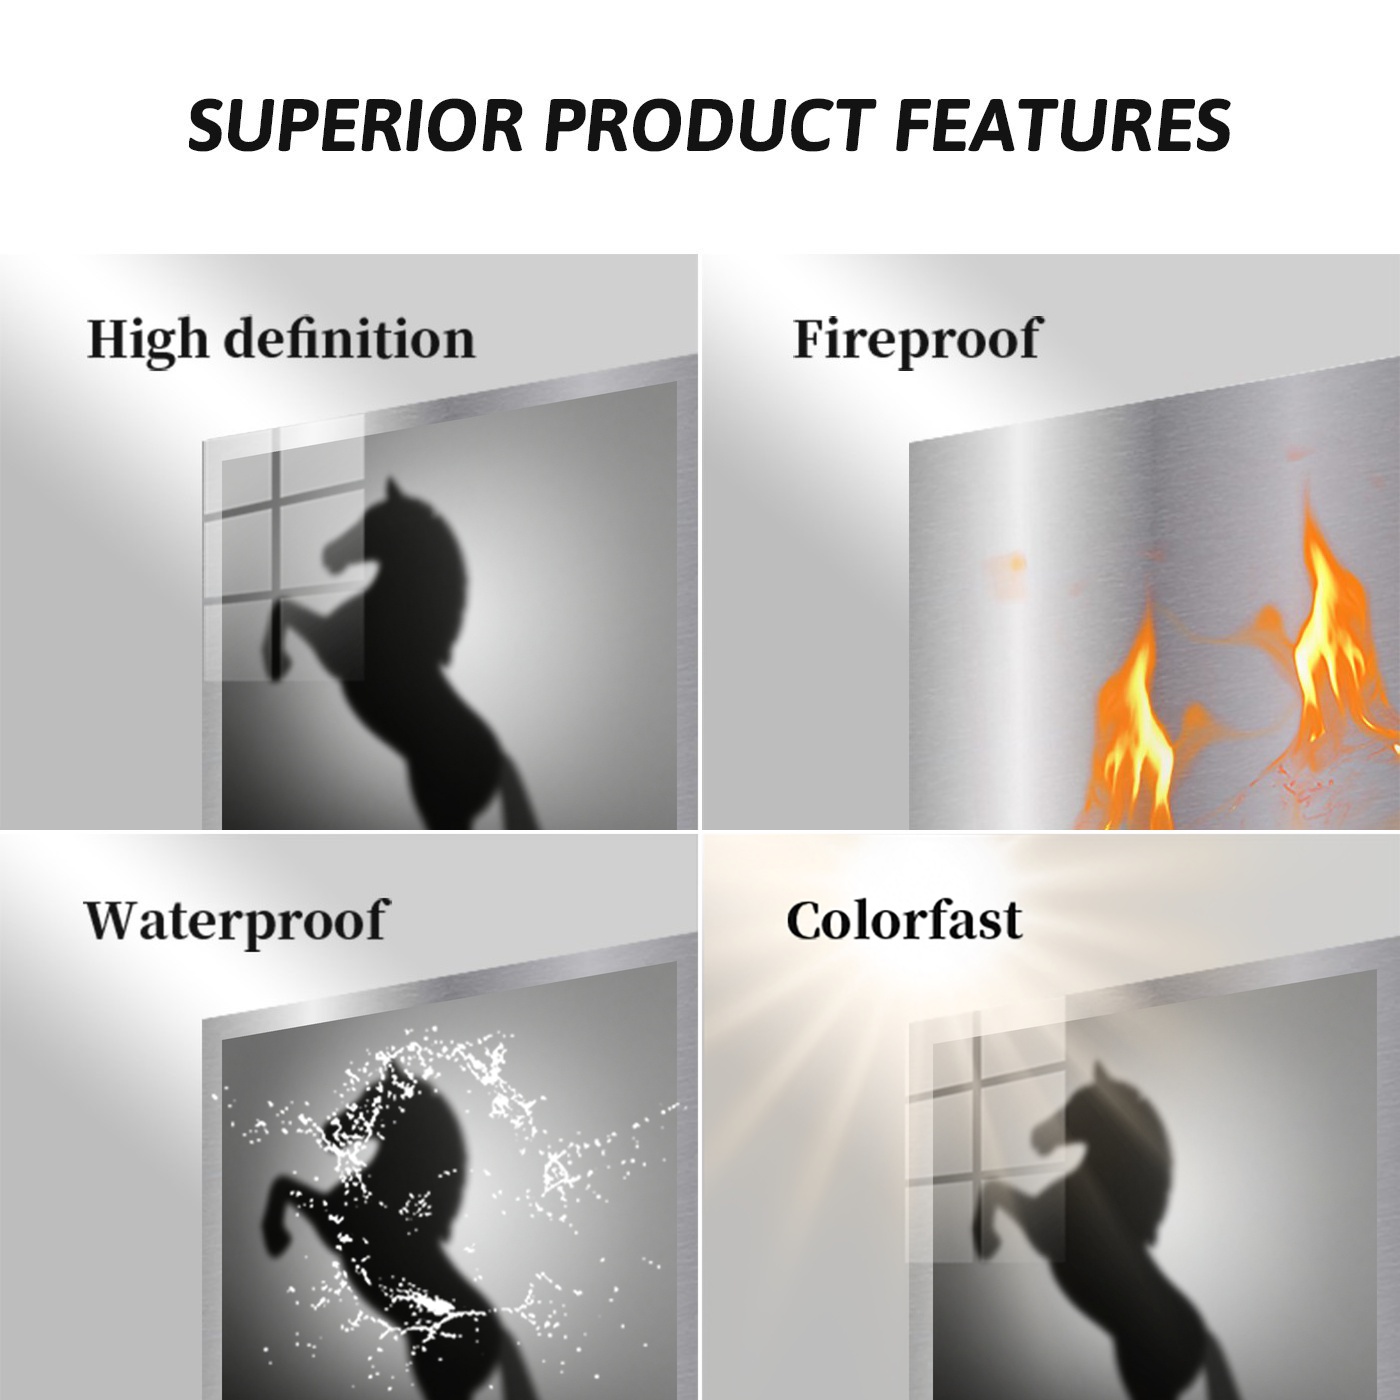 SUPERIOR PRODUCT FEATURES
High definition
Fireproof
Waterproof
Colorfast